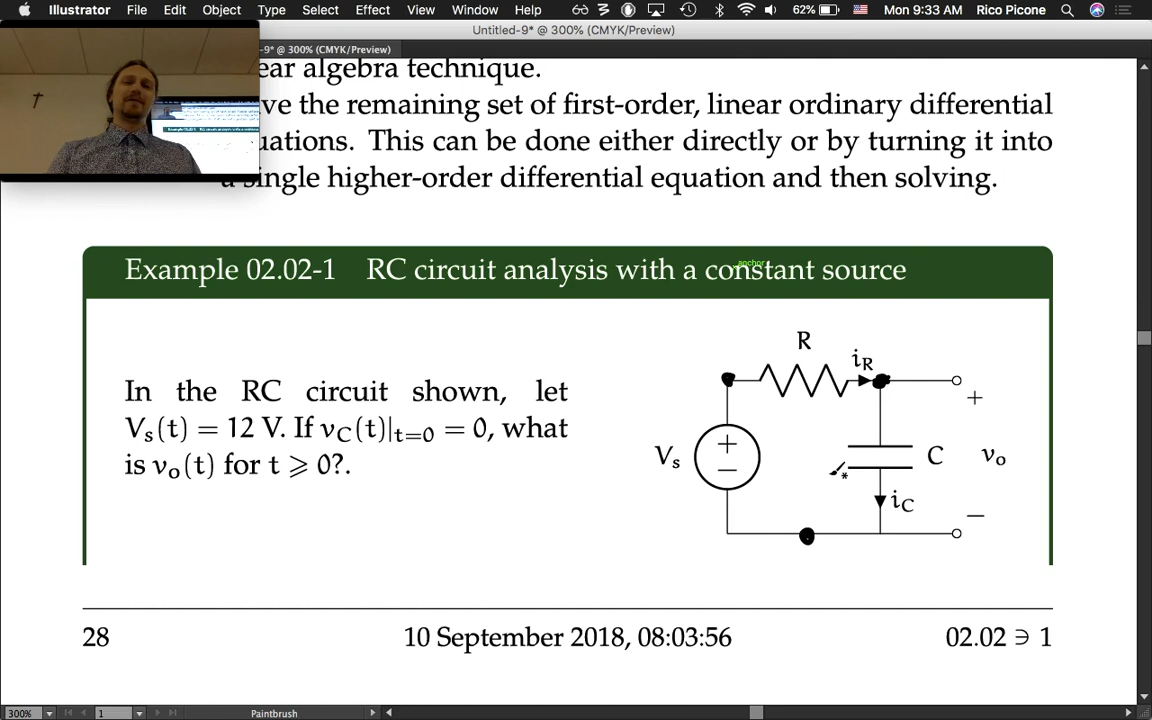 Illustrator File Edit Object Type Select Effect View Window Help 62% Mon 9:33 AM Rico Picone
Untitled-9* @ 300% (CMYK/Preview)
-9* @ 300% (CMYK/Preview)
ear algebra technique.
ve the remaining set of first-order, linear ordinary differential
uations. This can be done either directly or by turning it into
a single higher-order differential equation and then solving.
Example 02.02-1 RC circuit analysis with a constant source
anchor
In the RC circuit shown, let
Vs(t) = 12 V. If vC(t)|t=0 = 0, what
is vo(t) for t ⩾ 0?.
R
iR
+
Vs
+
−
C
vo
iC
−
28 10 September 2018, 08:03:56 02.02 ∋ 1
300% 1 Paintbrush